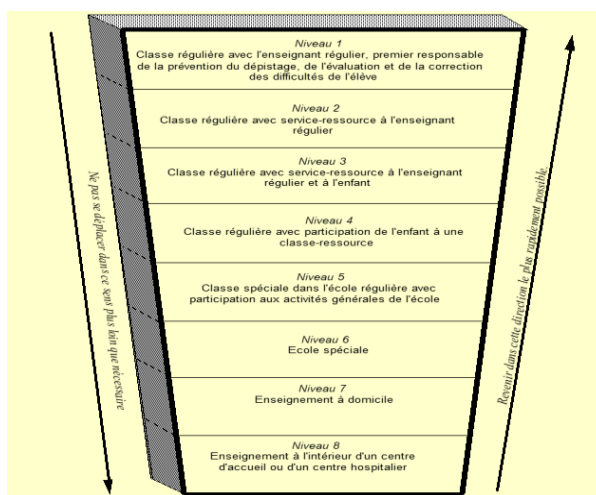 Niveau 1
Classe régulière avec l'enseignant régulier, premier responsable
de la prévention du dépistage, de l'évaluation et de la correction
des difficultés de l'élève
Niveau 2
Classe régulière avec service-ressource à l'enseignant
régulier
Niveau 3
Classe régulière avec service-ressource à l'enseignant
régulier et à l'enfant
Niveau 4
Classe régulière avec participation de l'enfant à une
classe-ressource
Niveau 5
Classe spéciale dans l'école régulière avec
participation aux activités générales de l'école
Niveau 6
Ecole spéciale
Niveau 7
Enseignement à domicile
Niveau 8
Enseignement à l'intérieur d'un centre
d'accueil ou d'un centre hospitalier
Ne pas se déplacer dans ce sens plus loin que nécessaire
Revenir dans cette direction le plus rapidement possible.